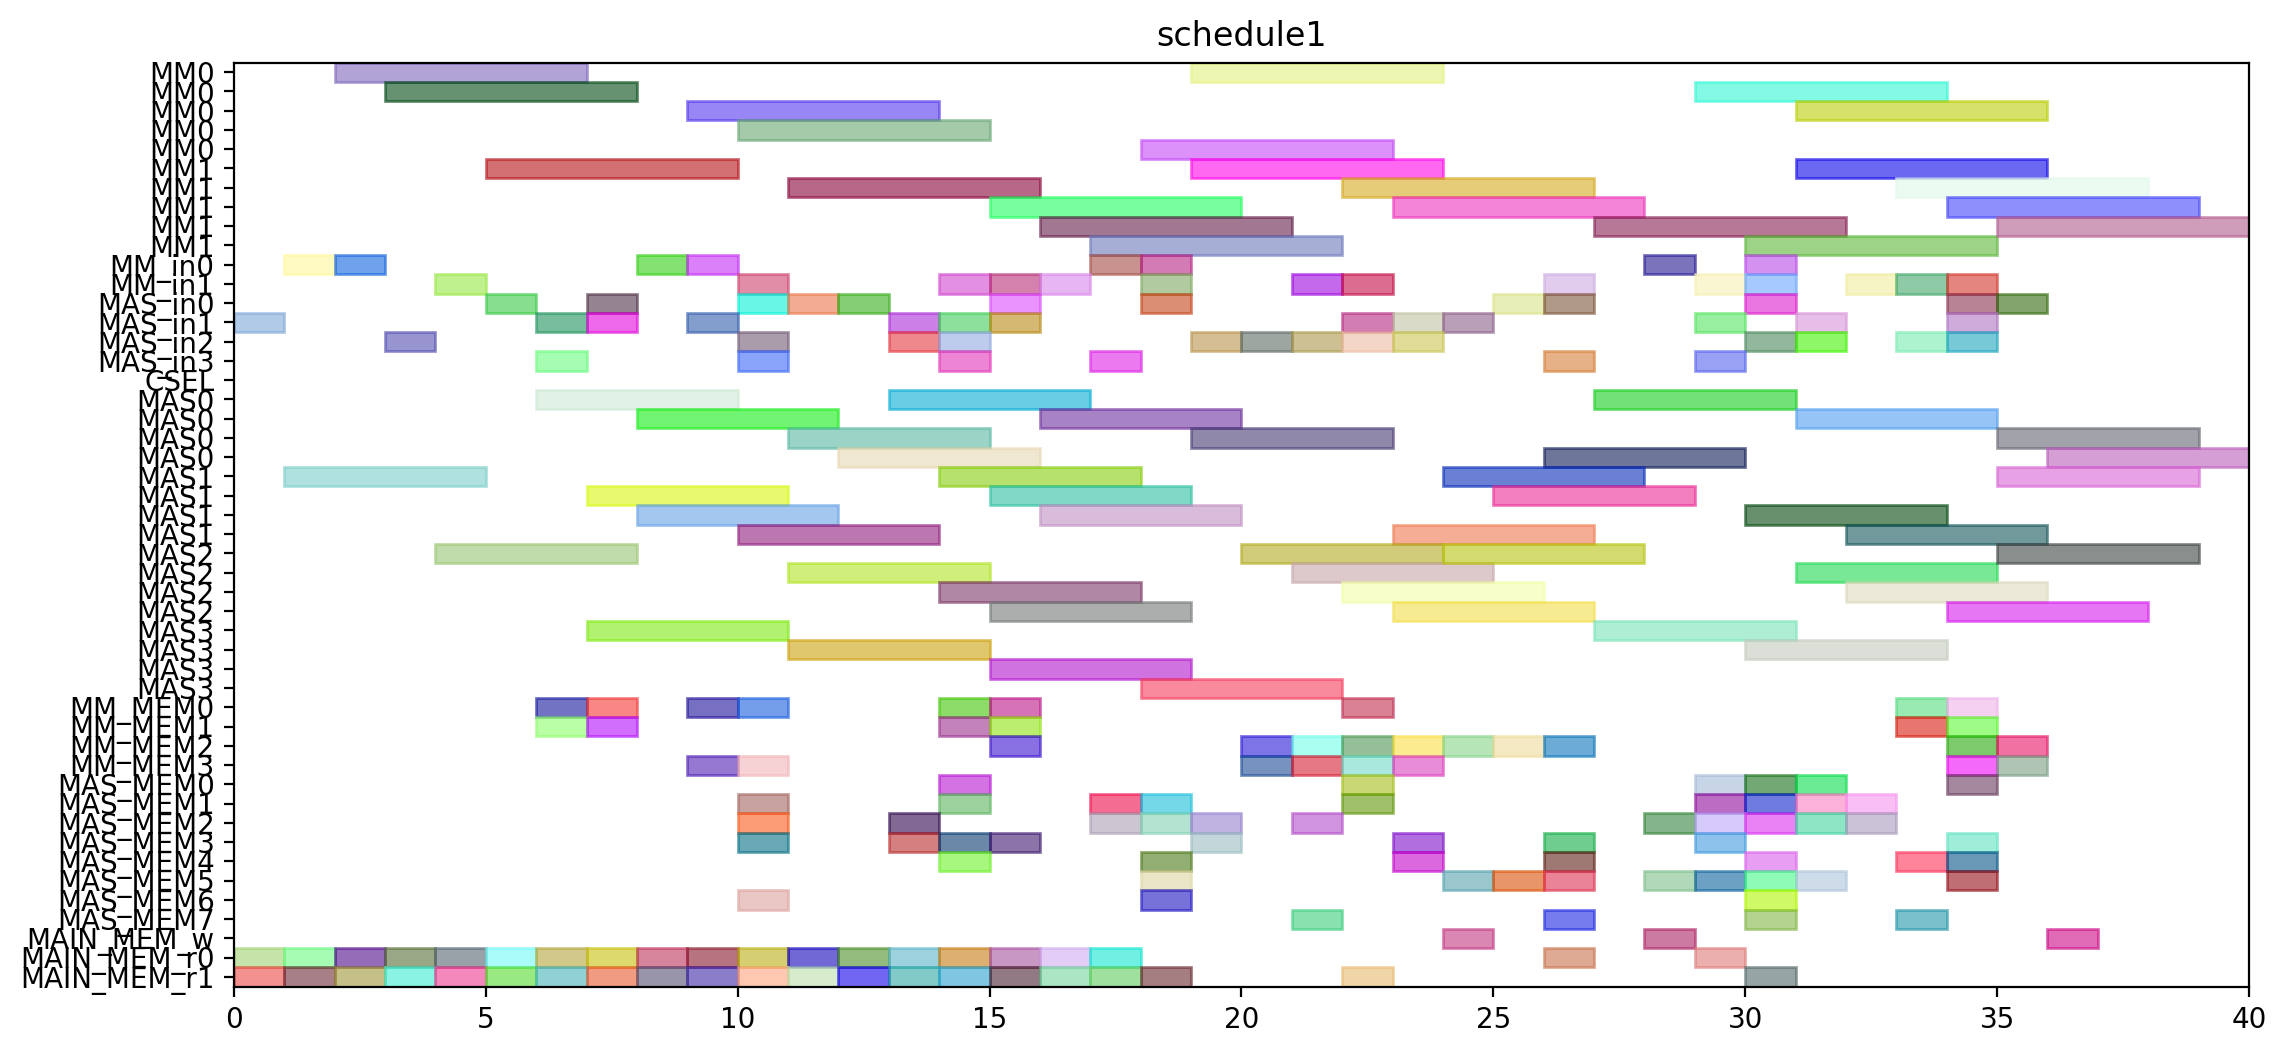 schedule1
MM0
MM0
MM0
MM0
MM0
MM1
MM1
MM1
MM1
MM1
MM_in0
MM_in1
MAS_in0
MAS_in1
MAS_in2
MAS_in3
CSEL
MAS0
MAS0
MAS0
MAS0
MAS1
MAS1
MAS1
MAS1
MAS2
MAS2
MAS2
MAS2
MAS3
MAS3
MAS3
MAS3
MM_MEM0
MM_MEM1
MM_MEM2
MM_MEM3
MAS_MEM0
MAS_MEM1
MAS_MEM2
MAS_MEM3
MAS_MEM4
MAS_MEM5
MAS_MEM6
MAS_MEM7
MAIN_MEM_w
MAIN_MEM_r0
MAIN_MEM_r1
0 5 10 15 20 25 30 35 40